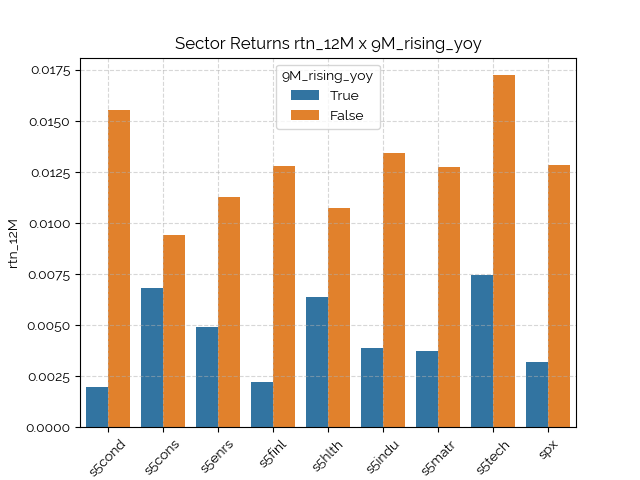 Sector Returns rtn_12M x 9M_rising_yoy
9M_rising_yoy
True
False
0.0175
0.0150
0.0125
0.0100
0.0075
0.0050
0.0025
0.0000
rtn_12M
s5cond
s5cons
s5enrs
s5finl
s5hlth
s5indu
s5matr
s5tech
spx